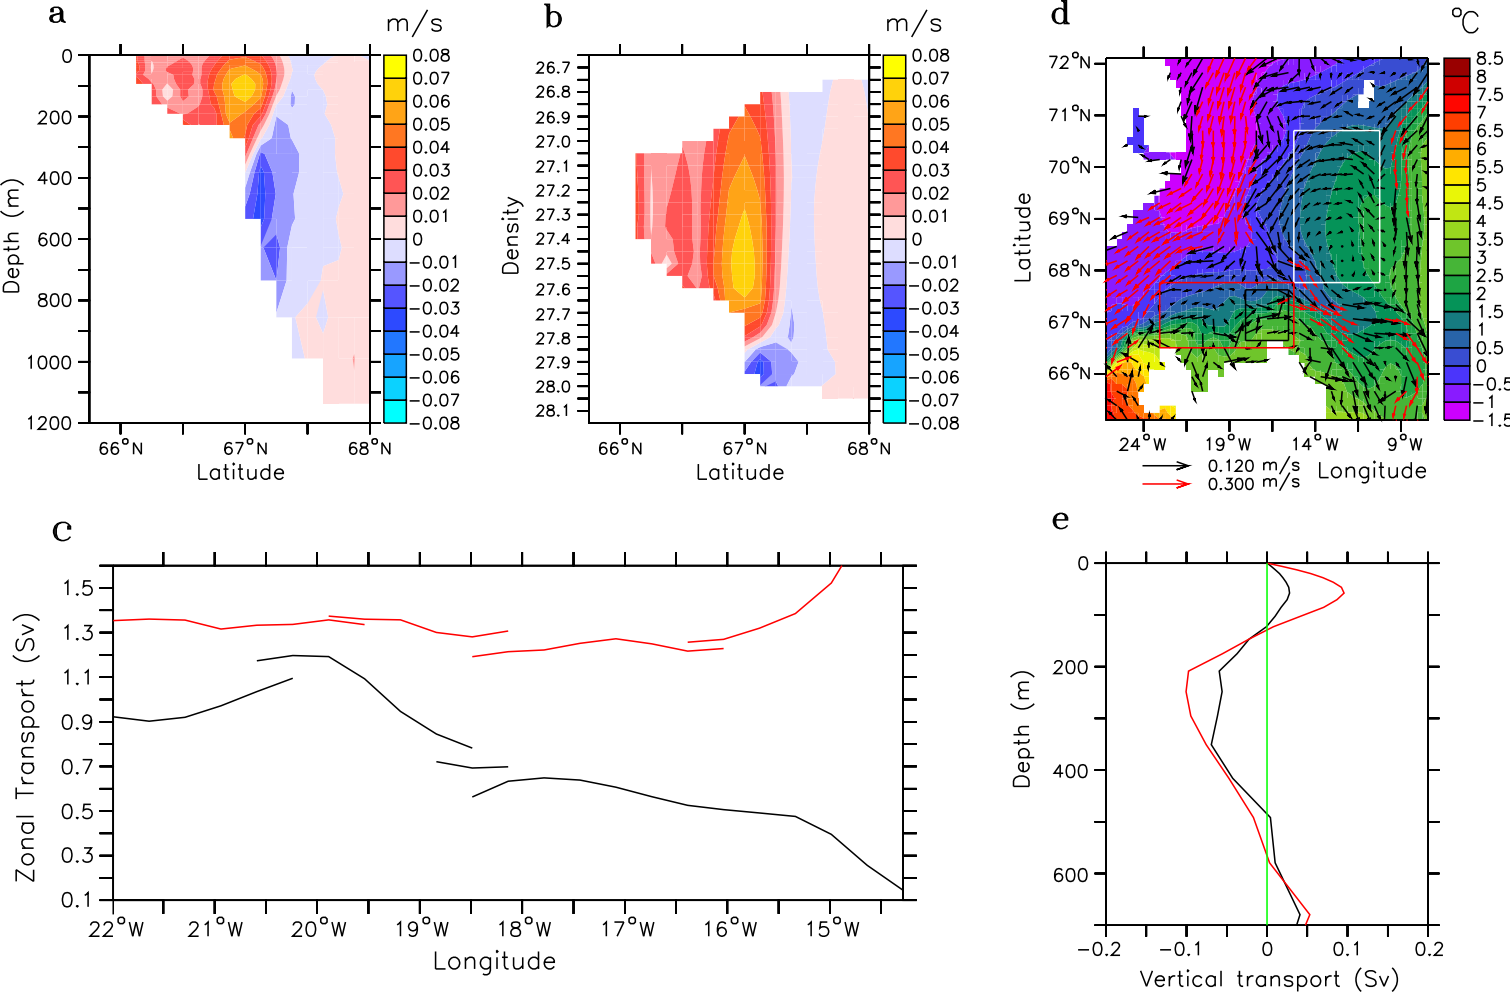 a
m/s
0
200
400
600
800
1000
1200
Depth (m)
66°N
67°N
68°N
Latitude
0.08
0.07
0.06
0.05
0.04
0.03
0.02
0.01
0
−0.01
−0.02
−0.03
−0.04
−0.05
−0.06
−0.07
−0.08
b
m/s
26.7
26.8
26.9
27.0
27.1
27.2
27.3
27.4
27.5
27.6
27.7
27.8
27.9
28.0
28.1
Density
66°N
67°N
68°N
Latitude
0.08
0.07
0.06
0.05
0.04
0.03
0.02
0.01
0
−0.01
−0.02
−0.03
−0.04
−0.05
−0.06
−0.07
−0.08
d
°C
72°N
71°N
70°N
69°N
68°N
67°N
66°N
Latitude
24°W
19°W
14°W
9°W
0.120 m/s
0.300 m/s
Longitude
8.5
8
7.5
7
6.5
6
5.5
5
4.5
4
3.5
3
2.5
2
1.5
1
0.5
0
−0.5
−1
−1.5
c
1.5
1.3
1.1
0.9
0.7
0.5
0.3
0.1
Zonal Transport (Sv)
22°W
21°W
20°W
19°W
18°W
17°W
16°W
15°W
Longitude
e
0
200
400
600
Depth (m)
−0.2
−0.1
0
0.1
0.2
Vertical transport (Sv)